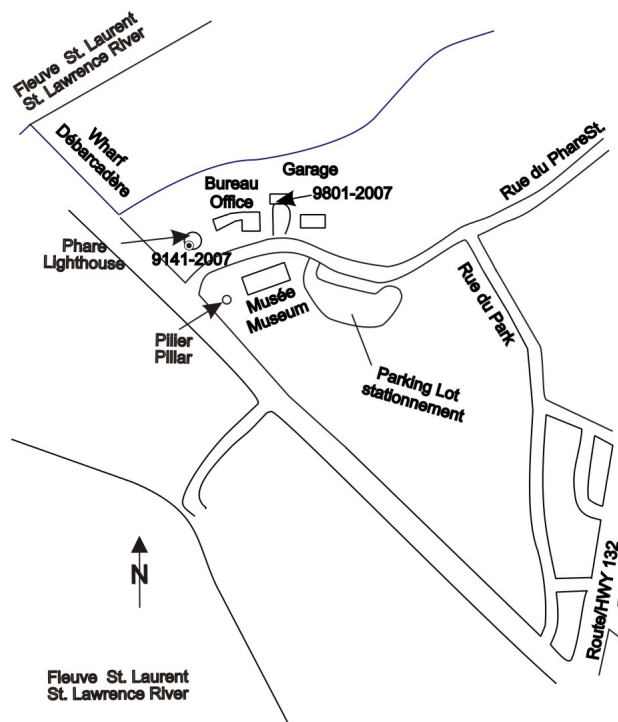 Fleuve St. Laurent
St. Lawrence River
Wharf
Débarcadère
Garage
9801-2007
Bureau
Office
Rue du PhareSt.
Phare
Lighthouse
9141-2007
Musée
Museum
Rue du Park
Pilier
Pillar
Parking Lot
stationnement
N
Route/HWY 132
Fleuve St. Laurent
St. Lawrence River